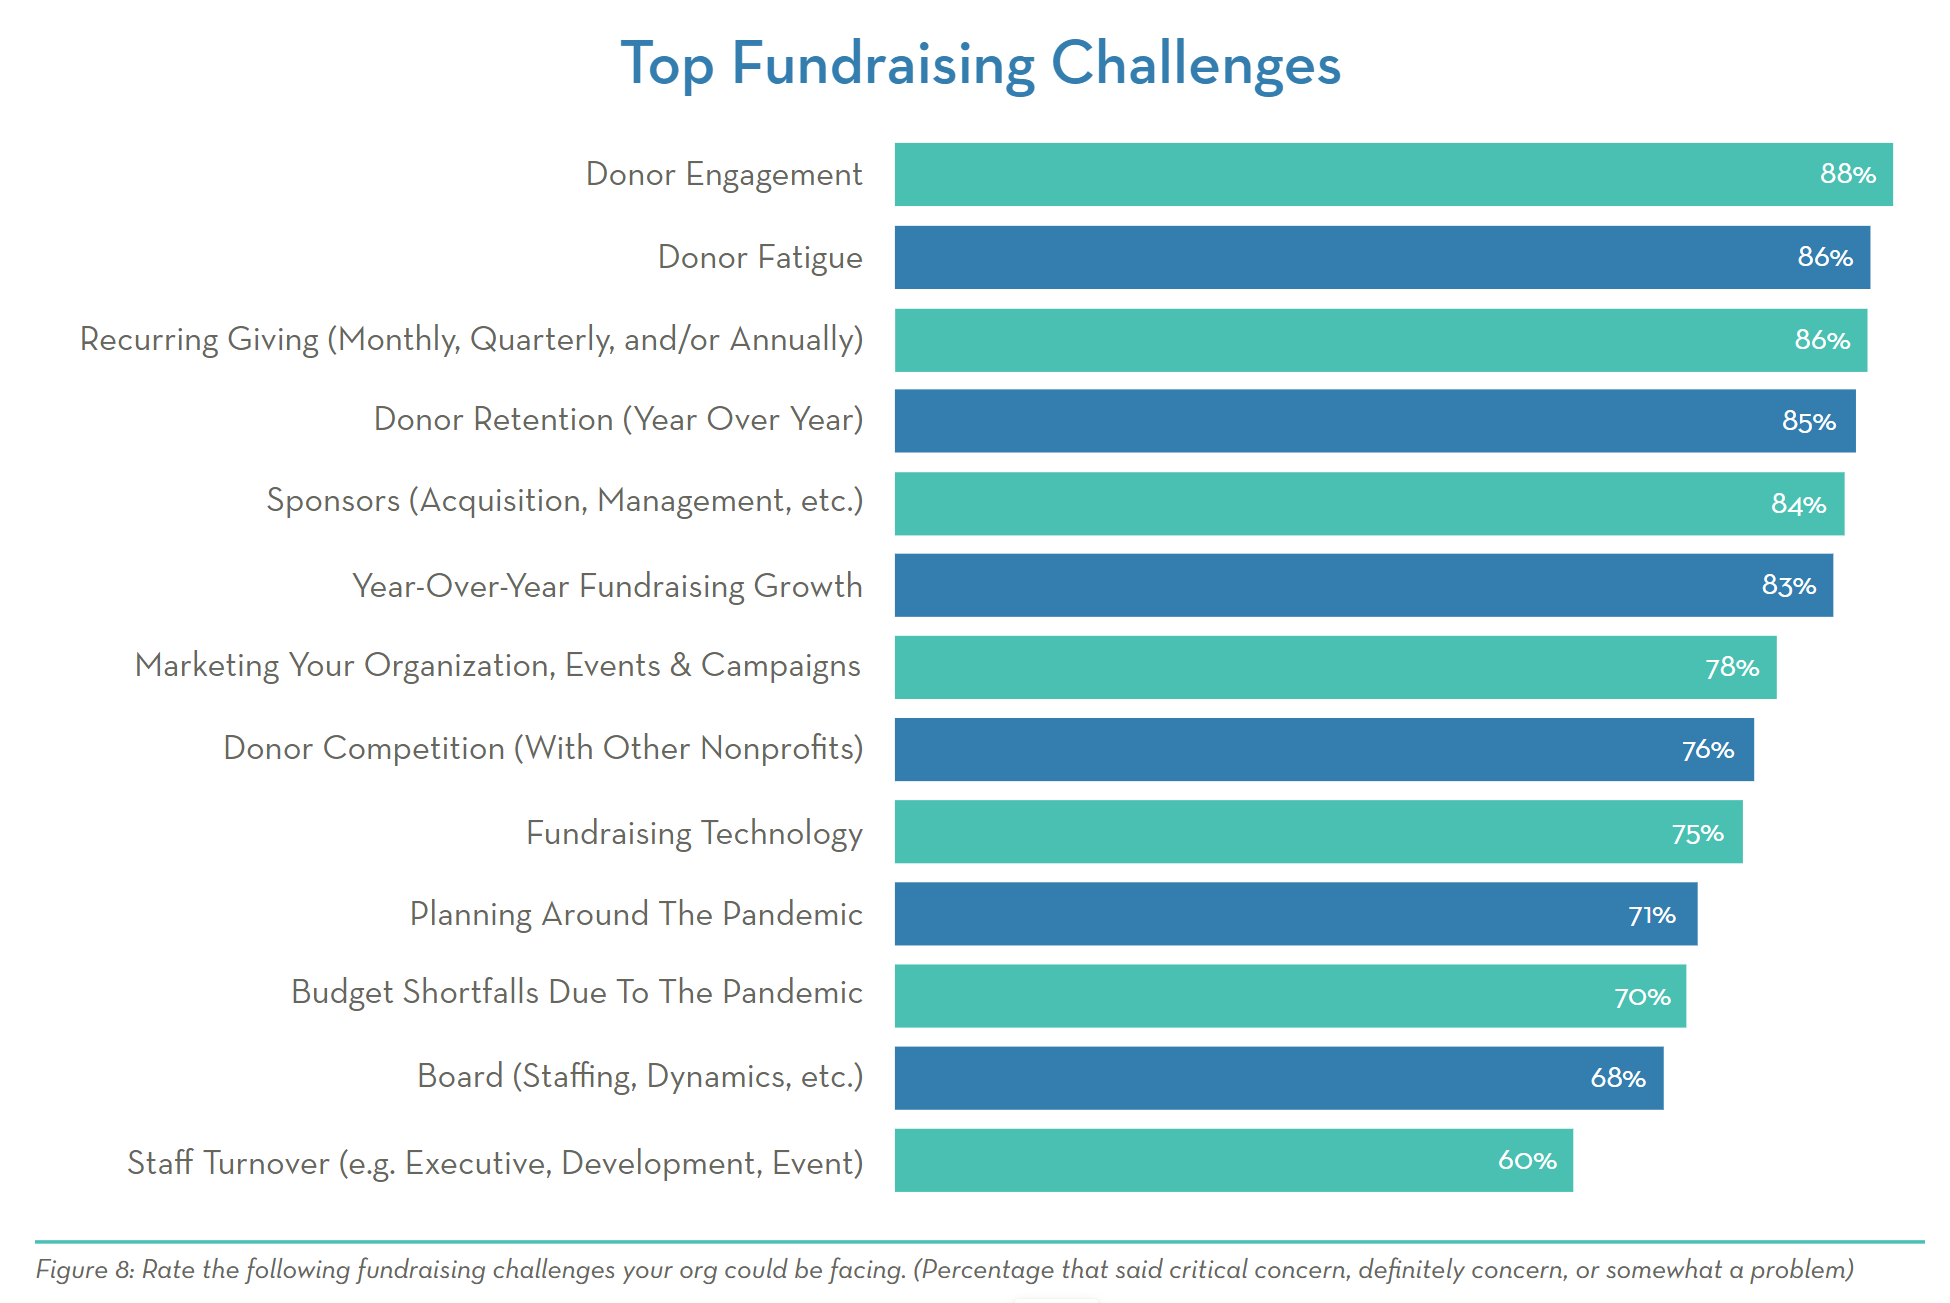 Top Fundraising Challenges
Donor Engagement 88%
Donor Fatigue 86%
Recurring Giving (Monthly, Quarterly, and/or Annually) 86%
Donor Retention (Year Over Year) 85%
Sponsors (Acquisition, Management, etc.) 84%
Year-Over-Year Fundraising Growth 83%
Marketing Your Organization, Events & Campaigns 78%
Donor Competition (With Other Nonprofits) 76%
Fundraising Technology 75%
Planning Around The Pandemic 71%
Budget Shortfalls Due To The Pandemic 70%
Board (Staffing, Dynamics, etc.) 68%
Staff Turnover (e.g. Executive, Development, Event) 60%
Figure 8: Rate the following fundraising challenges your org could be facing. (Percentage that said critical concern, definitely concern, or somewhat a problem)